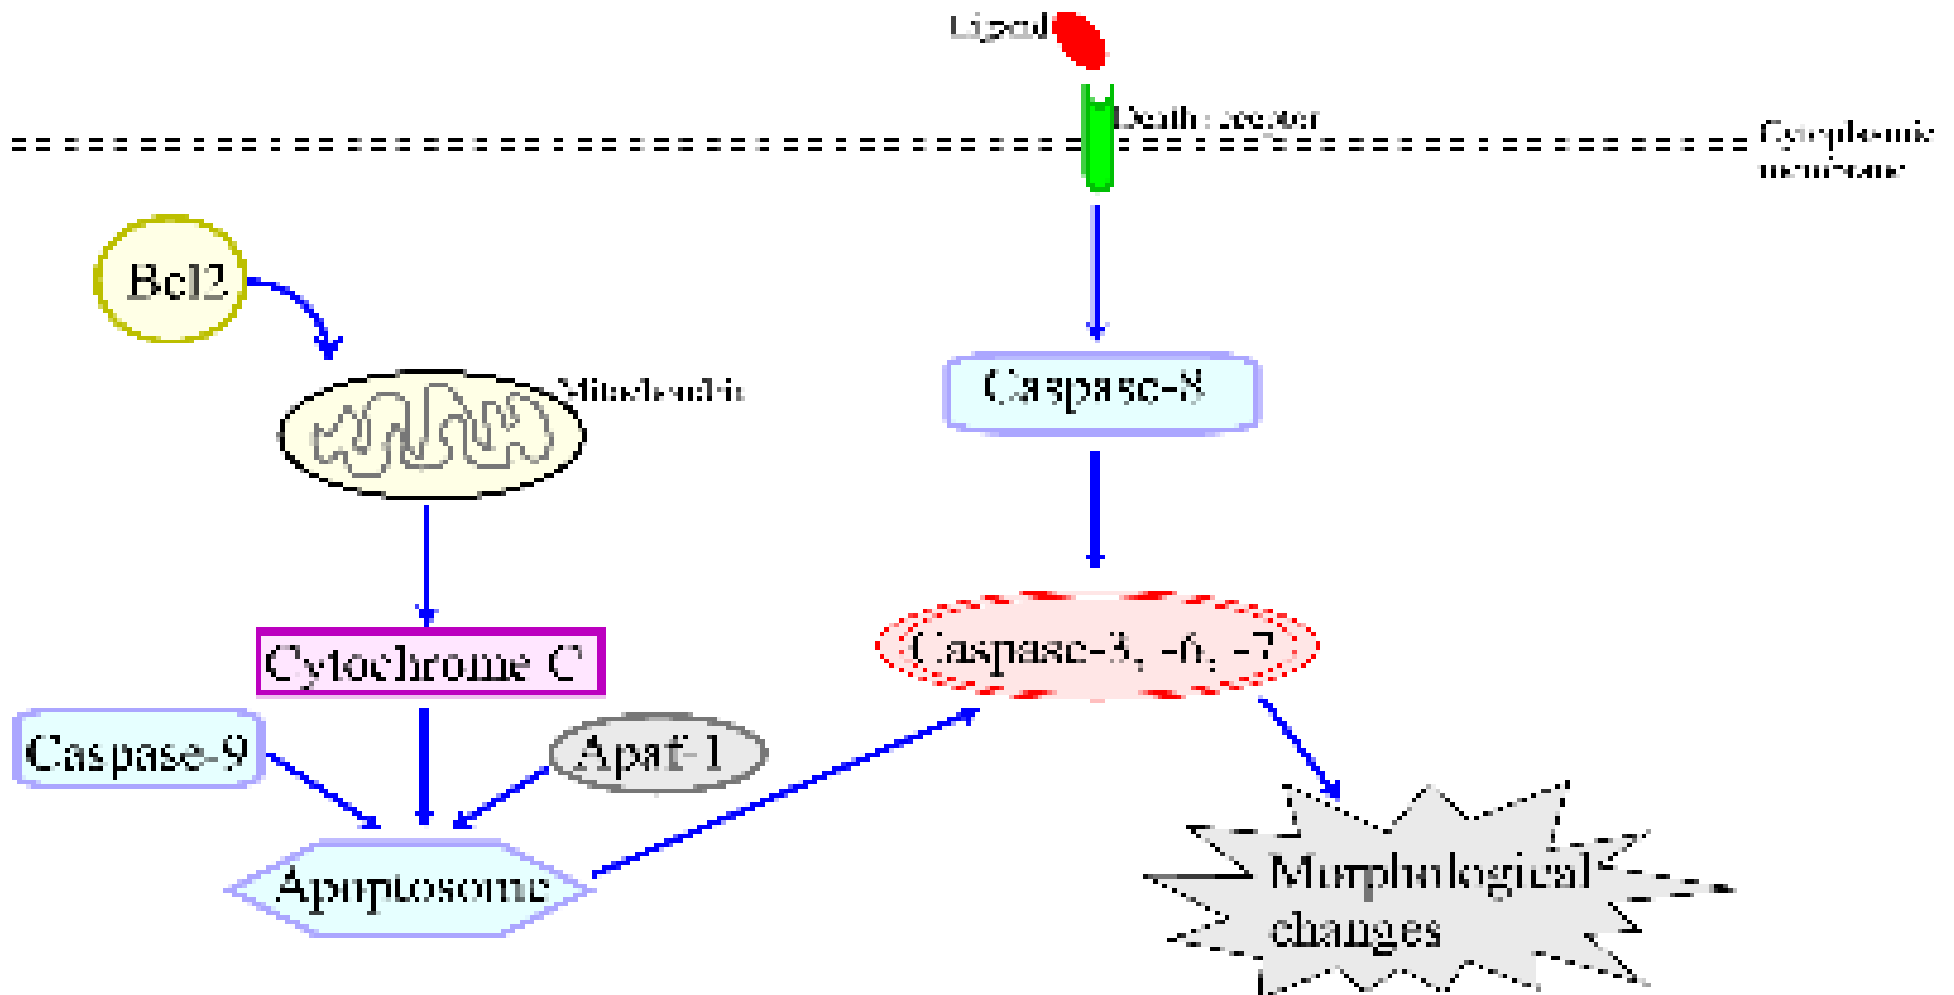 Ligand
Death receptor
Cytoplasmic
membrane
Bcl2
Mitochondria
Caspase-8
Cytochrome C
Caspase-3, -6, -7
Caspase-9
Apaf-1
Apoptosome
Morphological
changes